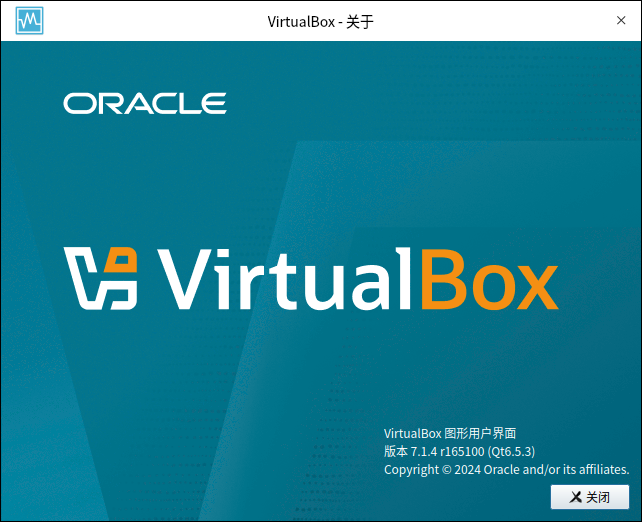 VirtualBox - 关于
ORACLE
VirtualBox
VirtualBox 图形用户界面
版本 7.1.4 r165100 (Qt6.5.3)
Copyright © 2024 Oracle and/or its affiliates.
关闭